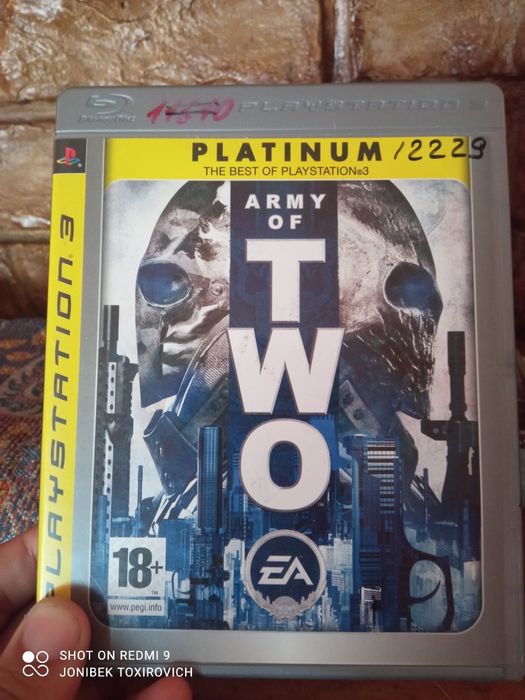 PLAYSTATION 3
PLATINUM 12229
THE BEST OF PLAYSTATION®3
ARMY
OF
TWO
™
EA
18+
www.pegi.info
PLAYSTATION 3
SHOT ON REDMI 9
JONIBEK TOXIROVICH